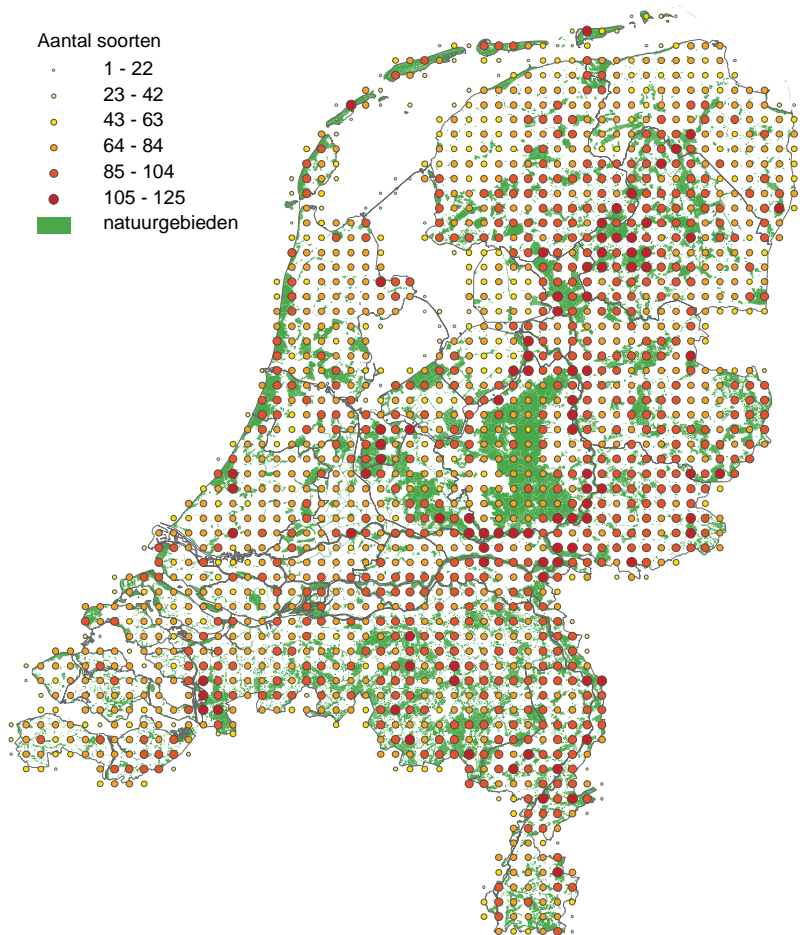 Aantal soorten
1 - 22
23 - 42
43 - 63
64 - 84
85 - 104
105 - 125
natuurgebieden